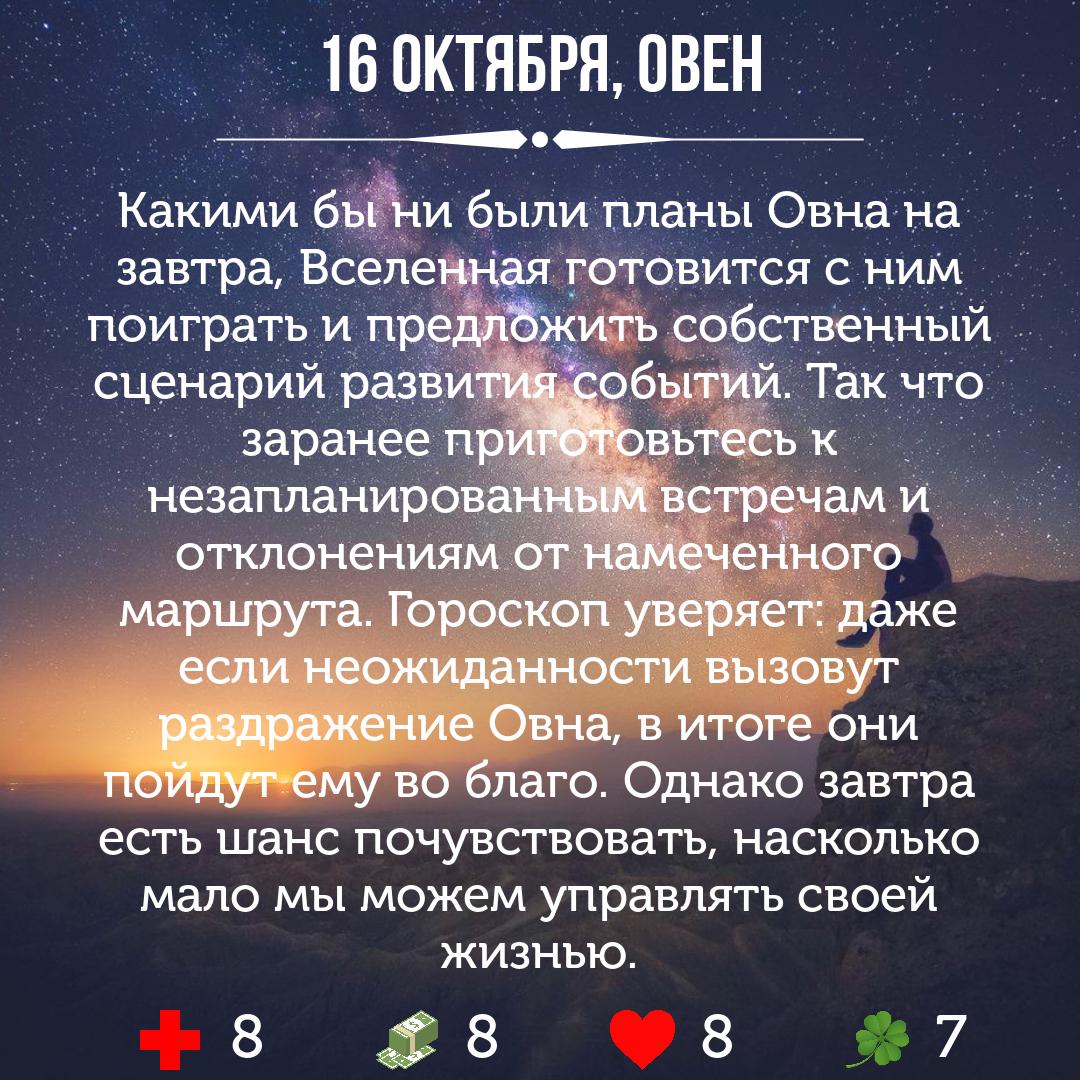 16 ОКТЯБРЯ, ОВЕН
Какими бы ни были планы Овна на
завтра, Вселенная готовится с ним
поиграть и предложить собственный
сценарий развития событий. Так что
заранее приготовьтесь к
незапланированным встречам и
отклонениям от намеченного
маршрута. Гороскоп уверяет: даже
если неожиданности вызовут
раздражение Овна, в итоге они
пойдут ему во благо. Однако завтра
есть шанс почувствовать, насколько
мало мы можем управлять своей
жизнью.
8 8 8 7